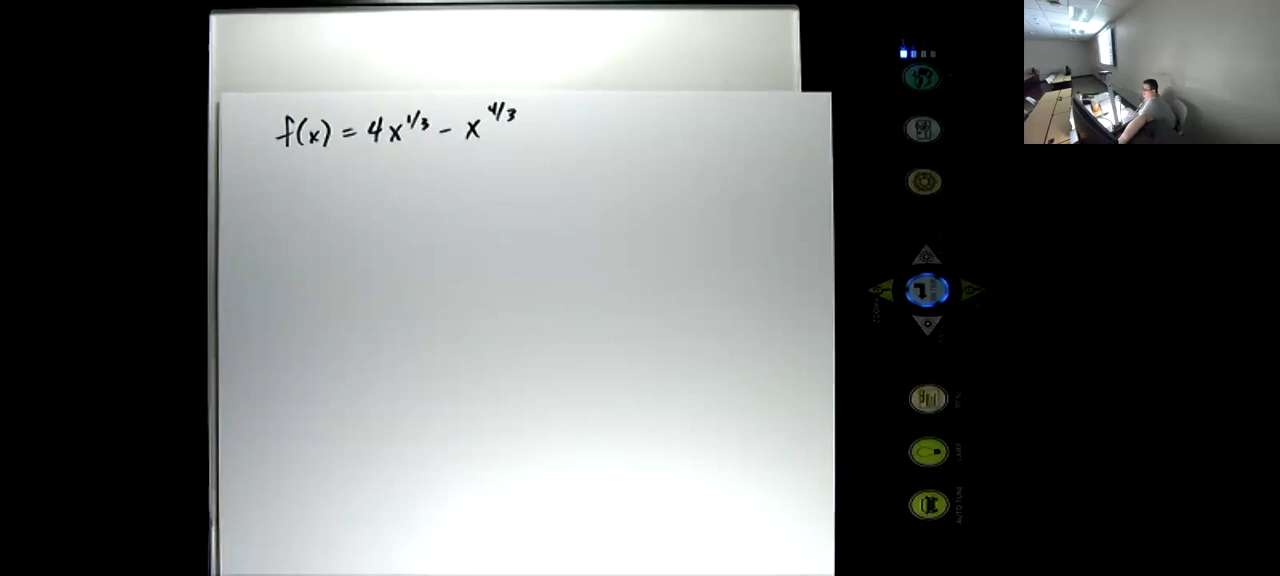 f(x) = 4x^{1/3} - x^{4/3}